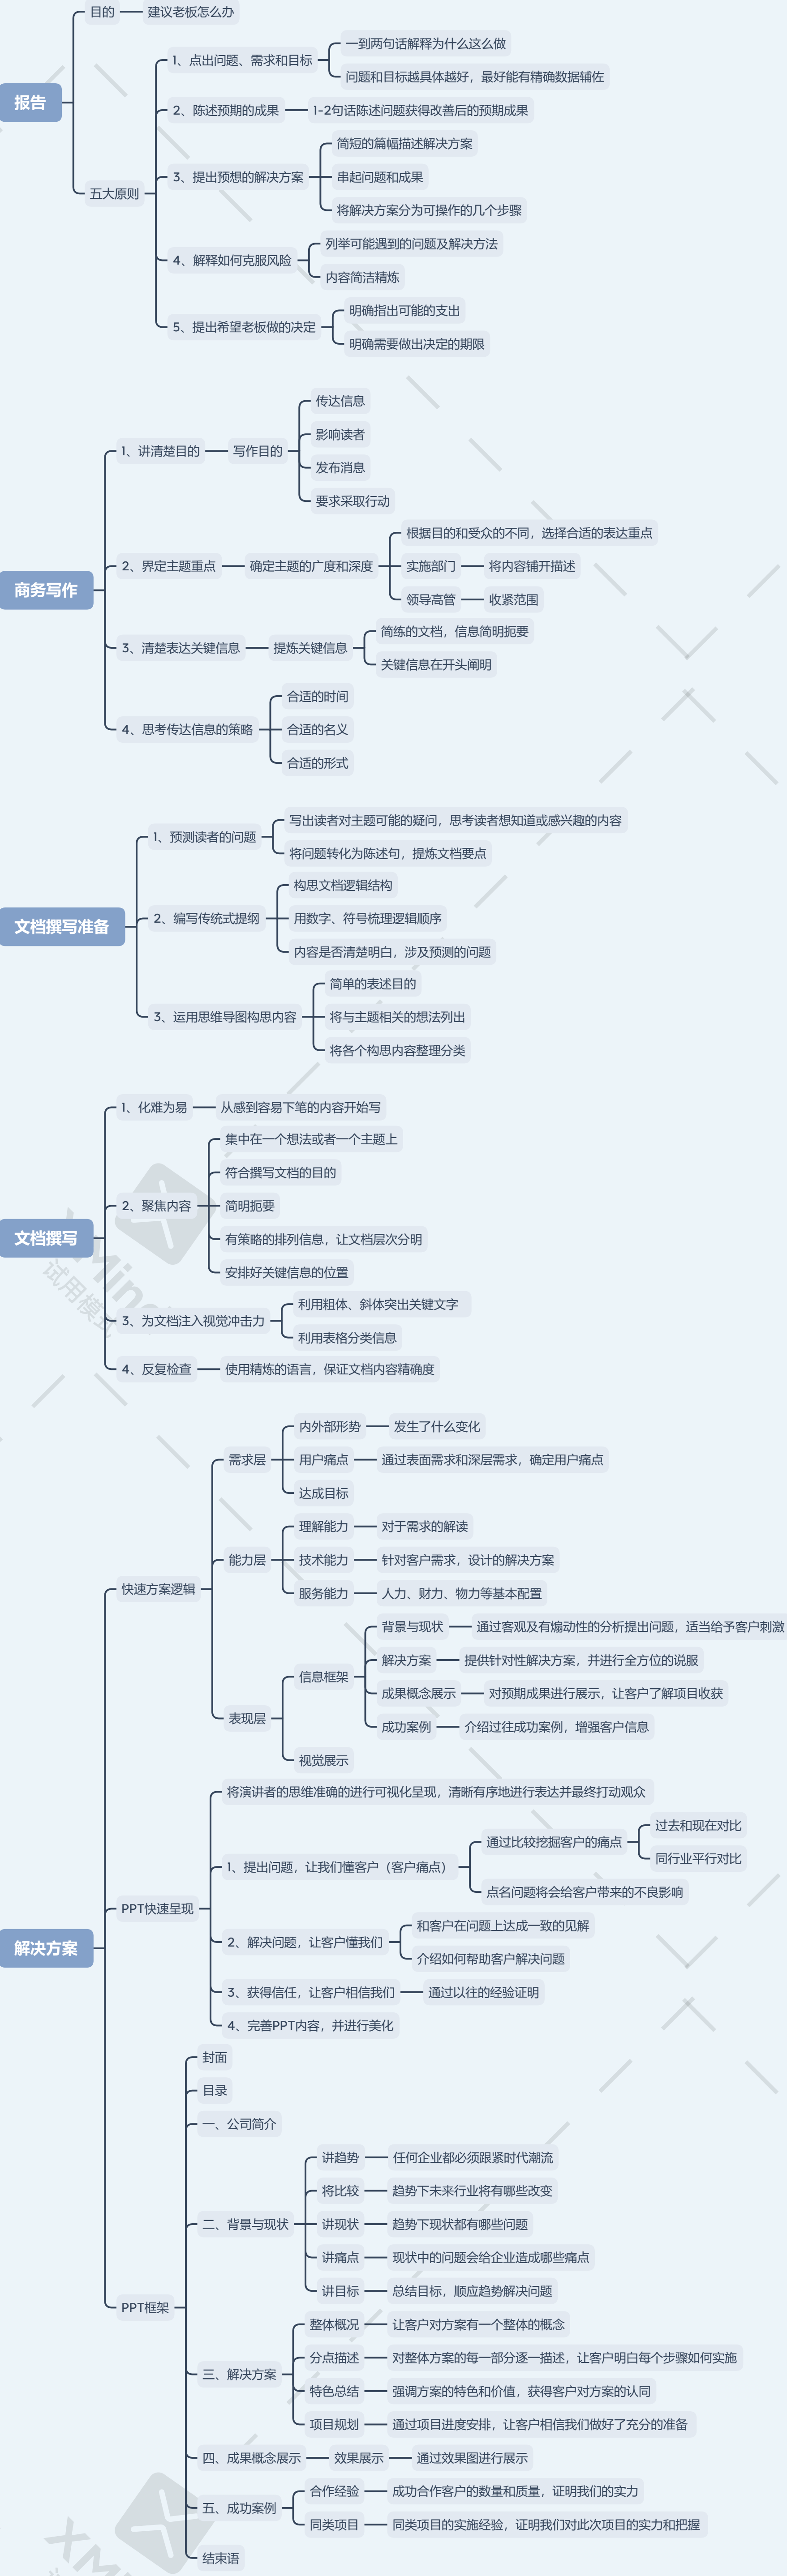 报告
目的
建议老板怎么办
五大原则
1、点出问题、需求和目标
一到两句话解释为什么这么做
问题和目标越具体越好，最好能有精确数据辅佐
2、陈述预期的成果
1-2句话陈述问题获得改善后的预期成果
3、提出预想的解决方案
简短的篇幅描述解决方案
串起问题和成果
将解决方案分为可操作的几个步骤
4、解释如何克服风险
列举可能遇到的问题及解决方法
内容简洁精炼
5、提出希望老板做的决定
明确指出可能的支出
明确需要做出决定的期限
商务写作
1、讲清楚目的
写作目的
传达信息
影响读者
发布消息
要求采取行动
2、界定主题重点
确定主题的广度和深度
根据目的和受众的不同，选择合适的表达重点
实施部门
将内容铺开描述
领导高管
收紧范围
3、清楚表达关键信息
提炼关键信息
简练的文档，信息简明扼要
关键信息在开头阐明
4、思考传达信息的策略
合适的时间
合适的名义
合适的形式
文档撰写准备
1、预测读者的问题
写出读者对主题可能的疑问，思考读者想知道或感兴趣的内容
将问题转化为陈述句，提炼文档要点
2、编写传统式提纲
构思文档逻辑结构
用数字、符号梳理逻辑顺序
内容是否清楚明白，涉及预测的问题
3、运用思维导图构思内容
简单的表述目的
将与主题相关的想法列出
将各个构思内容整理分类
文档撰写
1、化难为易
从感到容易下笔的内容开始写
2、聚焦内容
集中在一个想法或者一个主题上
符合撰写文档的目的
简明扼要
有策略的排列信息，让文档层次分明
安排好关键信息的位置
3、为文档注入视觉冲击力
利用粗体、斜体突出关键文字
利用表格分类信息
4、反复检查
使用精炼的语言，保证文档内容精确度
XMind
试用模式
解决方案
快速方案逻辑
需求层
内外部形势
发生了什么变化
用户痛点
通过表面需求和深层需求，确定用户痛点
达成目标
能力层
理解能力
对于需求的解读
技术能力
针对客户需求，设计的解决方案
服务能力
人力、财力、物力等基本配置
表现层
信息框架
背景与现状
通过客观及有煽动性的分析提出问题，适当给予客户刺激
解决方案
提供针对性解决方案，并进行全方位的说服
成果概念展示
对预期成果进行展示，让客户了解项目收获
成功案例
介绍过往成功案例，增强客户信息
视觉展示
PPT快速呈现
将演讲者的思维准确的进行可视化呈现，清晰有序地进行表达并最终打动观众
1、提出问题，让我们懂客户（客户痛点）
通过比较挖掘客户的痛点
过去和现在对比
同行业平行对比
点名问题将会给客户带来的不良影响
2、解决问题，让客户懂我们
和客户在问题上达成一致的见解
介绍如何帮助客户解决问题
3、获得信任，让客户相信我们
通过以往的经验证明
4、完善PPT内容，并进行美化
PPT框架
封面
目录
一、公司简介
二、背景与现状
讲趋势
任何企业都必须跟紧时代潮流
将比较
趋势下未来行业将有哪些改变
讲现状
趋势下现状都有哪些问题
讲痛点
现状中的问题会给企业造成哪些痛点
讲目标
总结目标，顺应趋势解决问题
三、解决方案
整体概况
让客户对方案有一个整体的概念
分点描述
对整体方案的每一部分逐一描述，让客户明白每个步骤如何实施
特色总结
强调方案的特色和价值，获得客户对方案的认同
项目规划
通过项目进度安排，让客户相信我们做好了充分的准备
四、成果概念展示
效果展示
通过效果图进行展示
五、成功案例
合作经验
成功合作客户的数量和质量，证明我们的实力
同类项目
同类项目的实施经验，证明我们对此次项目的实力和把握
结束语